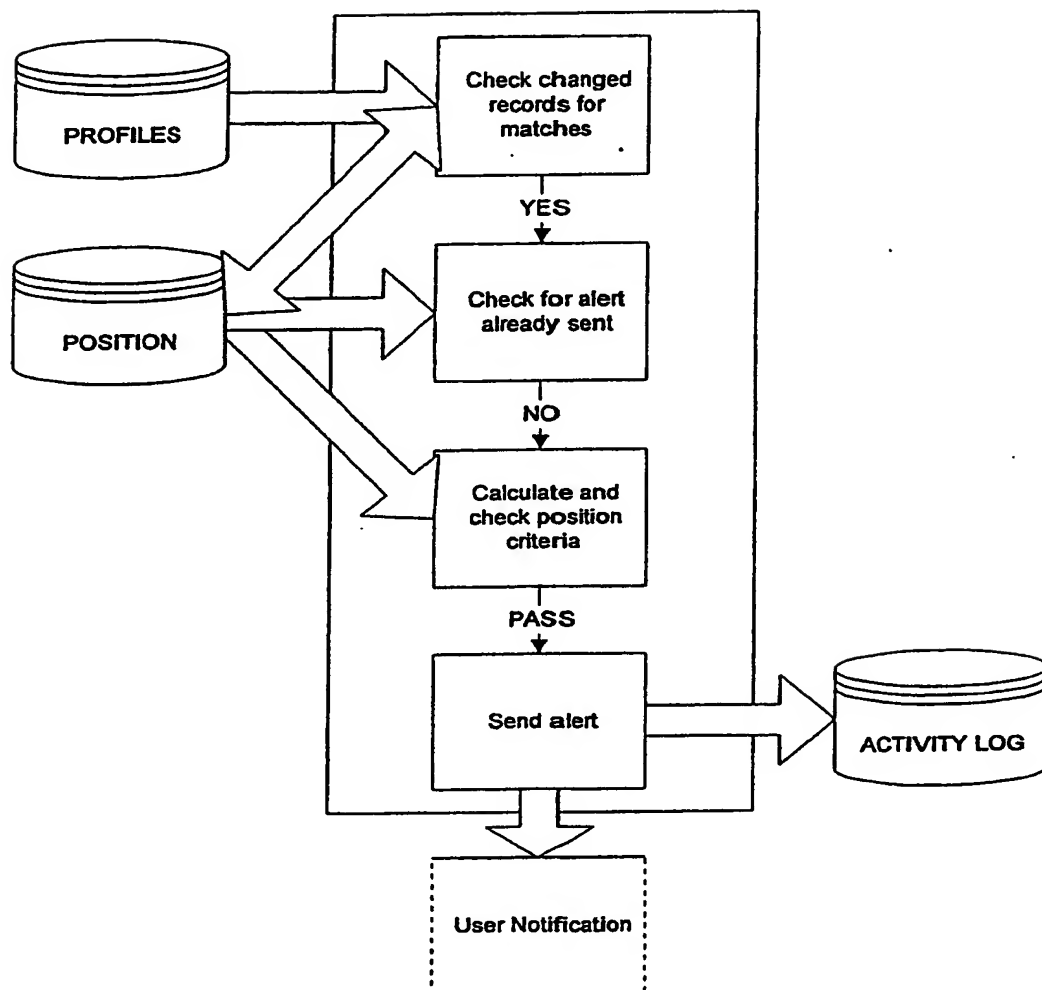 PROFILES
Check changed
records for
matches
YES
POSITION
Check for alert
already sent
NO
Calculate and
check position
criteria
PASS
Send alert
ACTIVITY LOG
User Notification